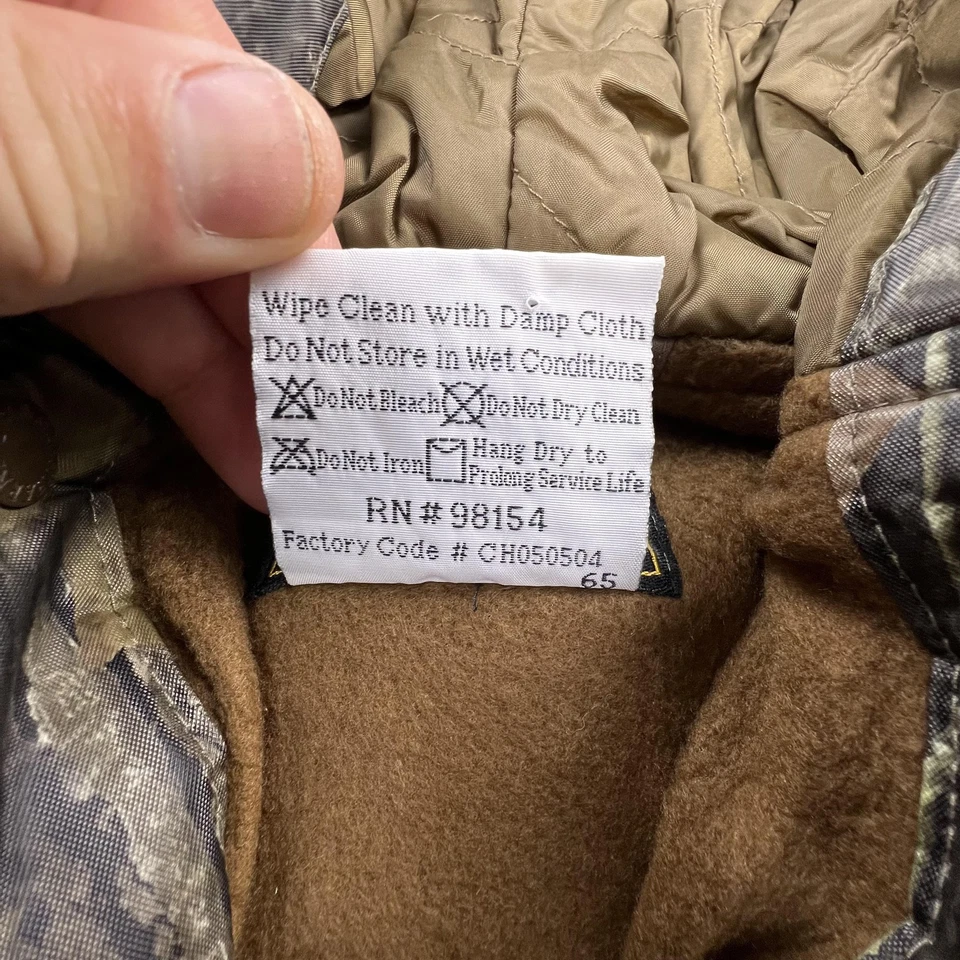 Wipe Clean with Damp Cloth
Do Not Store in Wet Conditions
Do Not Bleach Do Not Dry Clean
Do Not Iron Hang Dry to
Prolong Service Life
RN # 98154
Factory Code # CH050504
65